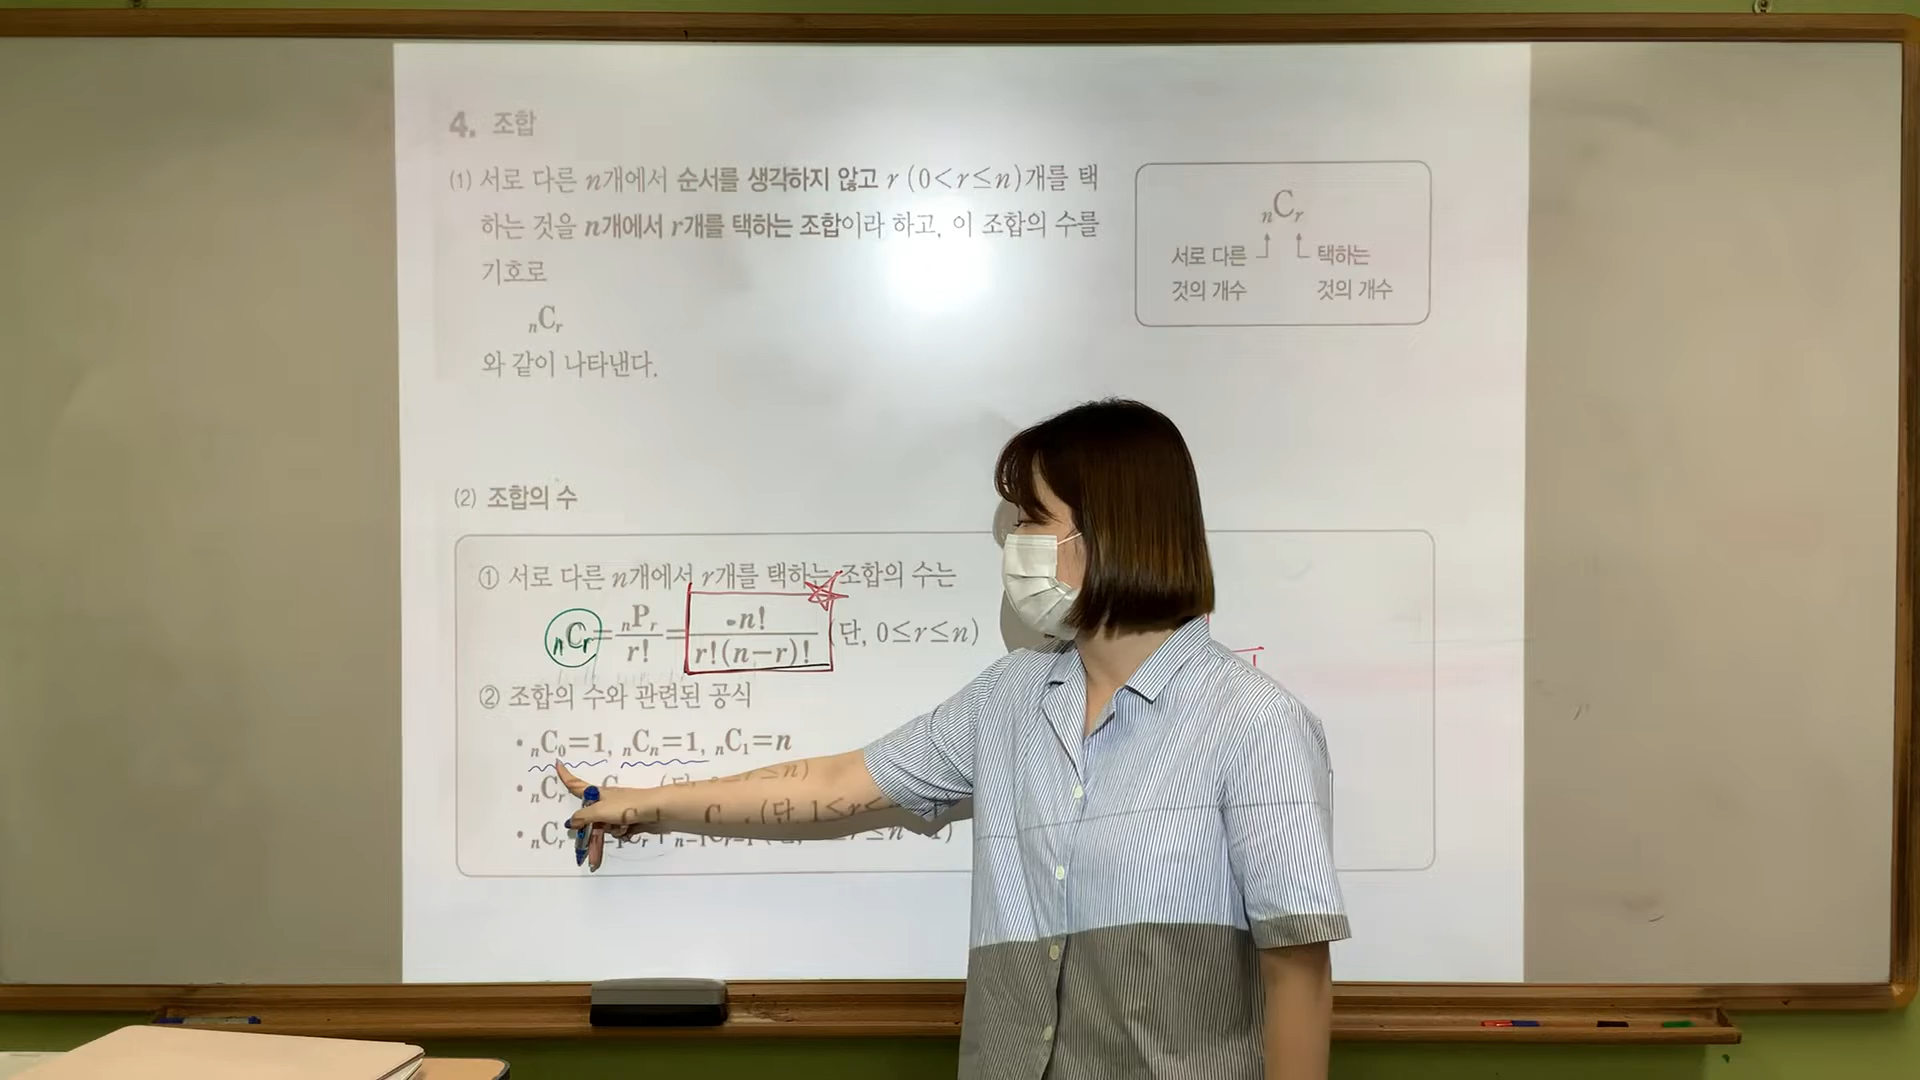 4. 조합
(1) 서로 다른 n개에서 순서를 생각하지 않고 r (0<r≤n)개를 택
하는 것을 n개에서 r개를 택하는 조합이라 하고, 이 조합의 수를
기호로
nCr
와 같이 나타낸다.
nCr
서로 다른 택하는
것의 개수 것의 개수
(2) 조합의 수
① 서로 다른 n개에서 r개를 택하는 조합의 수는
nCr = nPr / r! = n! / r!(n-r)! (단, 0≤r≤n)
② 조합의 수와 관련된 공식
• nC0=1, nCn=1, nC1=n
• nCr
• nCr